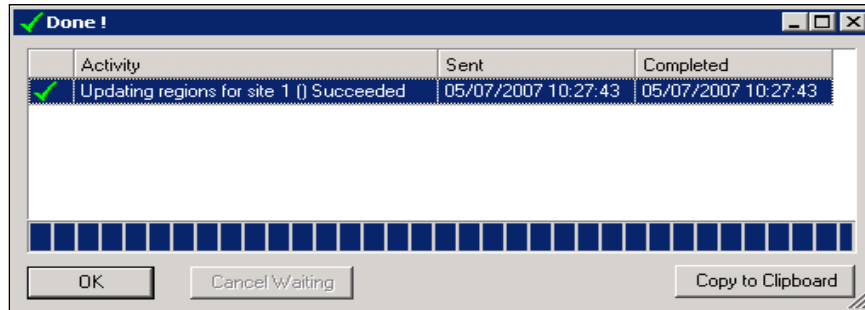 Done !
Activity Sent Completed
Updating regions for site 1 () Succeeded 05/07/2007 10:27:43 05/07/2007 10:27:43
OK Cancel Waiting Copy to Clipboard